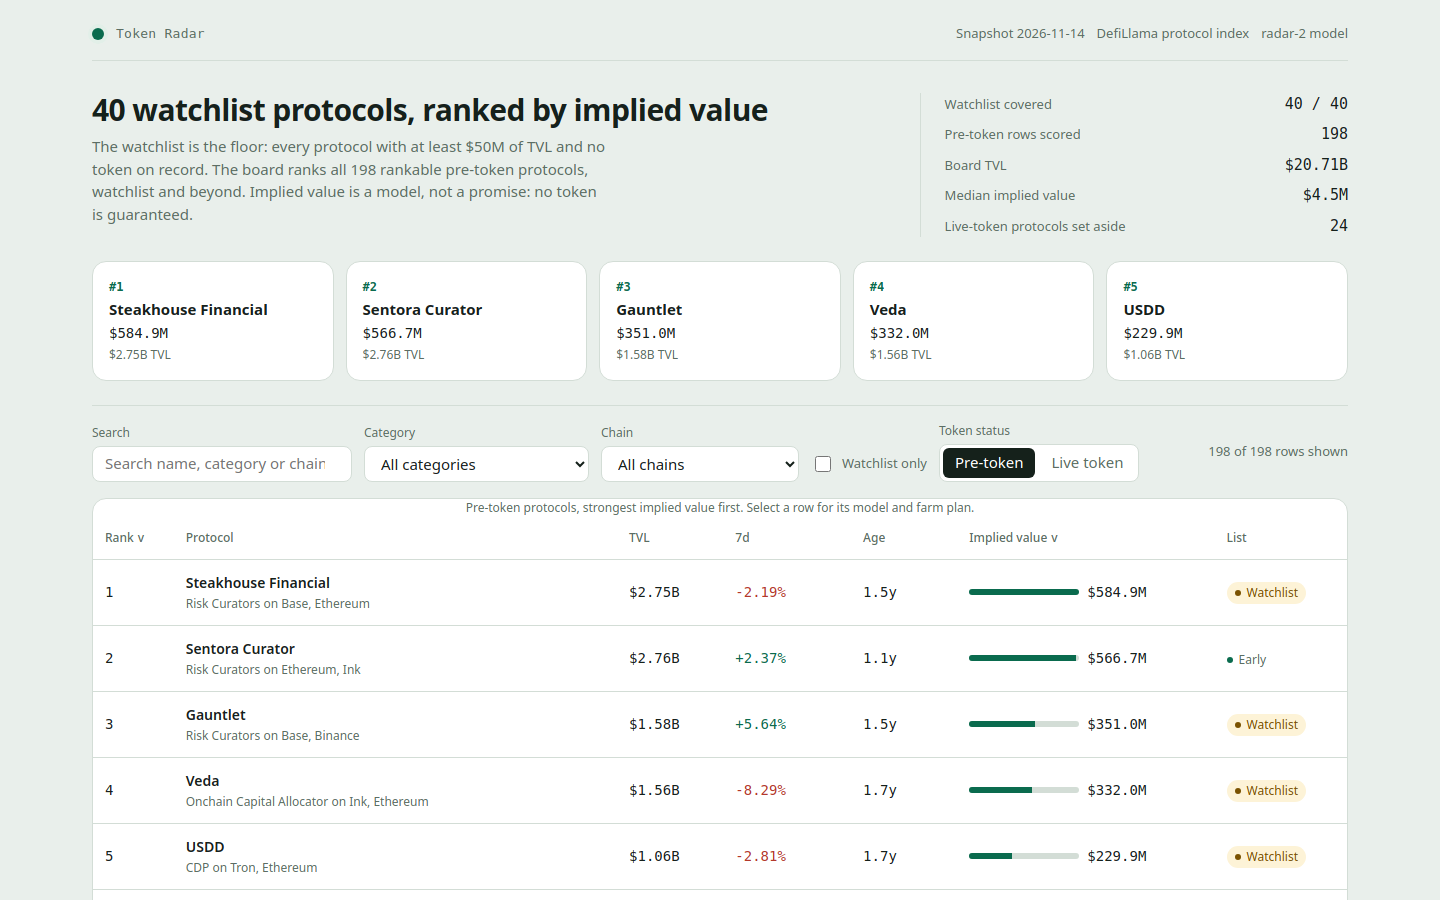 Token Radar
Snapshot 2026-11-14 DefiLlama protocol index radar-2 model
40 watchlist protocols, ranked by implied value
The watchlist is the floor: every protocol with at least $50M of TVL and no
token on record. The board ranks all 198 rankable pre-token protocols,
watchlist and beyond. Implied value is a model, not a promise: no token
is guaranteed.
Watchlist covered 40 / 40
Pre-token rows scored 198
Board TVL $20.71B
Median implied value $4.5M
Live-token protocols set aside 24
#1
Steakhouse Financial
$584.9M
$2.75B TVL
#2
Sentora Curator
$566.7M
$2.76B TVL
#3
Gauntlet
$351.0M
$1.58B TVL
#4
Veda
$332.0M
$1.56B TVL
#5
USDD
$229.9M
$1.06B TVL
Search
Search name, category or chain
Category
All categories
Chain
All chains
Watchlist only
Token status
Pre-token Live token
198 of 198 rows shown
Pre-token protocols, strongest implied value first. Select a row for its model and farm plan.
Rank v Protocol TVL 7d Age Implied value v List
1 Steakhouse Financial $2.75B -2.19% 1.5y $584.9M Watchlist
Risk Curators on Base, Ethereum
2 Sentora Curator $2.76B +2.37% 1.1y $566.7M Early
Risk Curators on Ethereum, Ink
3 Gauntlet $1.58B +5.64% 1.5y $351.0M Watchlist
Risk Curators on Base, Binance
4 Veda $1.56B -8.29% 1.7y $332.0M Watchlist
Onchain Capital Allocator on Ink, Ethereum
5 USDD $1.06B -2.81% 1.7y $229.9M Watchlist
CDP on Tron, Ethereum